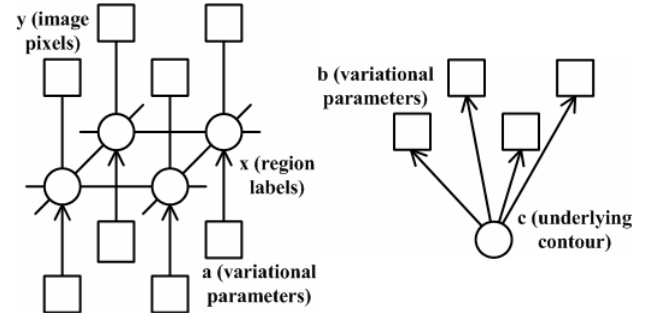 y (image
pixels)
x (region
labels)
a (variational
parameters)
b (variational
parameters)
c (underlying
contour)